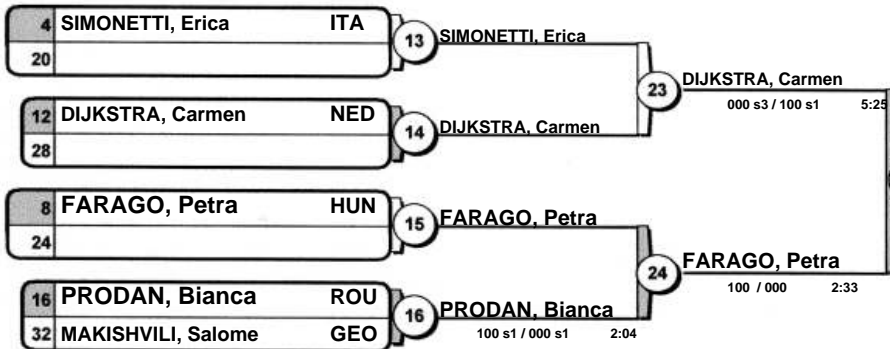 4 SIMONETTI, Erica ITA
20
13
SIMONETTI, Erica
12 DIJKSTRA, Carmen NED
28
14
DIJKSTRA, Carmen
23
DIJKSTRA, Carmen
000 s3 / 100 s1 5:25
8 FARAGO, Petra HUN
24
15
FARAGO, Petra
16 PRODAN, Bianca ROU
32 MAKISHVILI, Salome GEO
16
PRODAN, Bianca
100 s1 / 000 s1 2:04
24
FARAGO, Petra
100 / 000 2:33